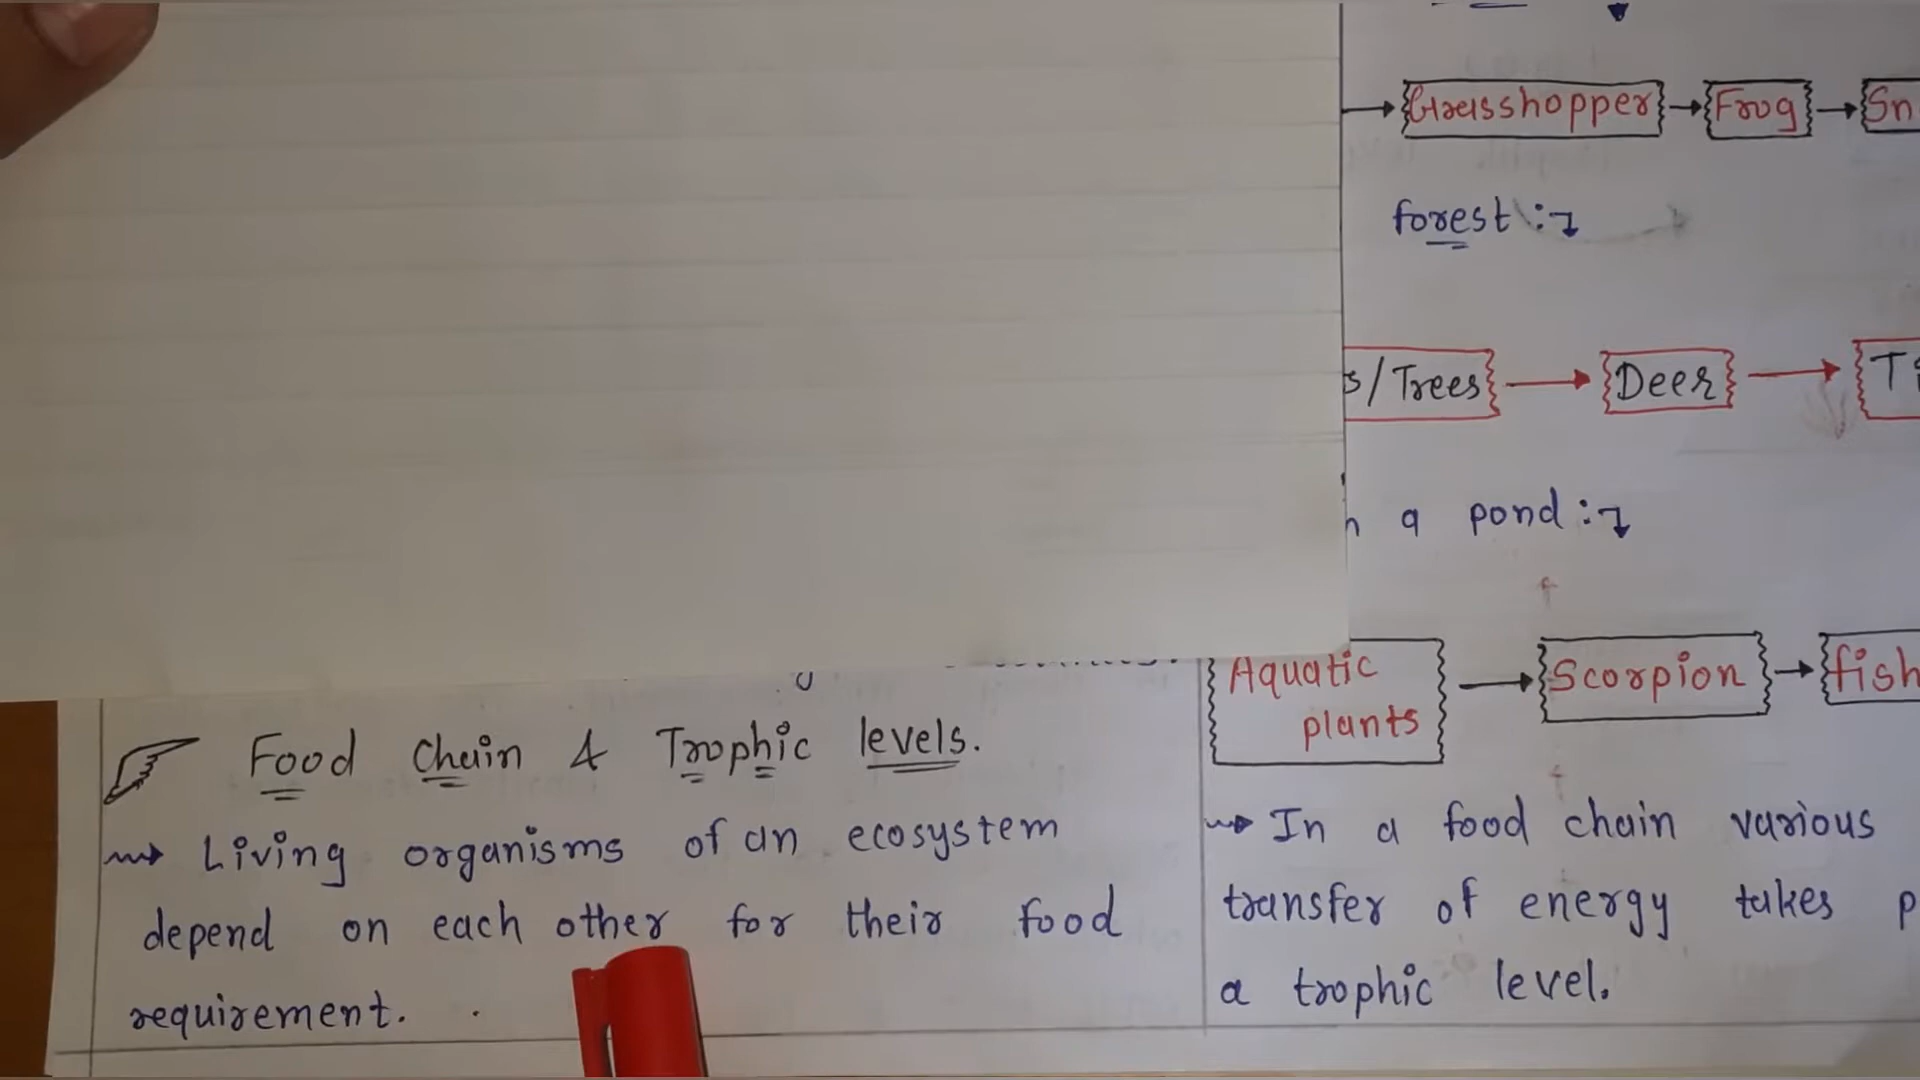 Food Chain & Trophic levels.
Living organisms of an ecosystem
depend on each other for their food
requirement.
Grasshopper → Frog →
forest :
/Trees → Deer →
a pond :
Aquatic plants → Scorpion → fish
In a food chain various
transfer of energy takes
a trophic level.